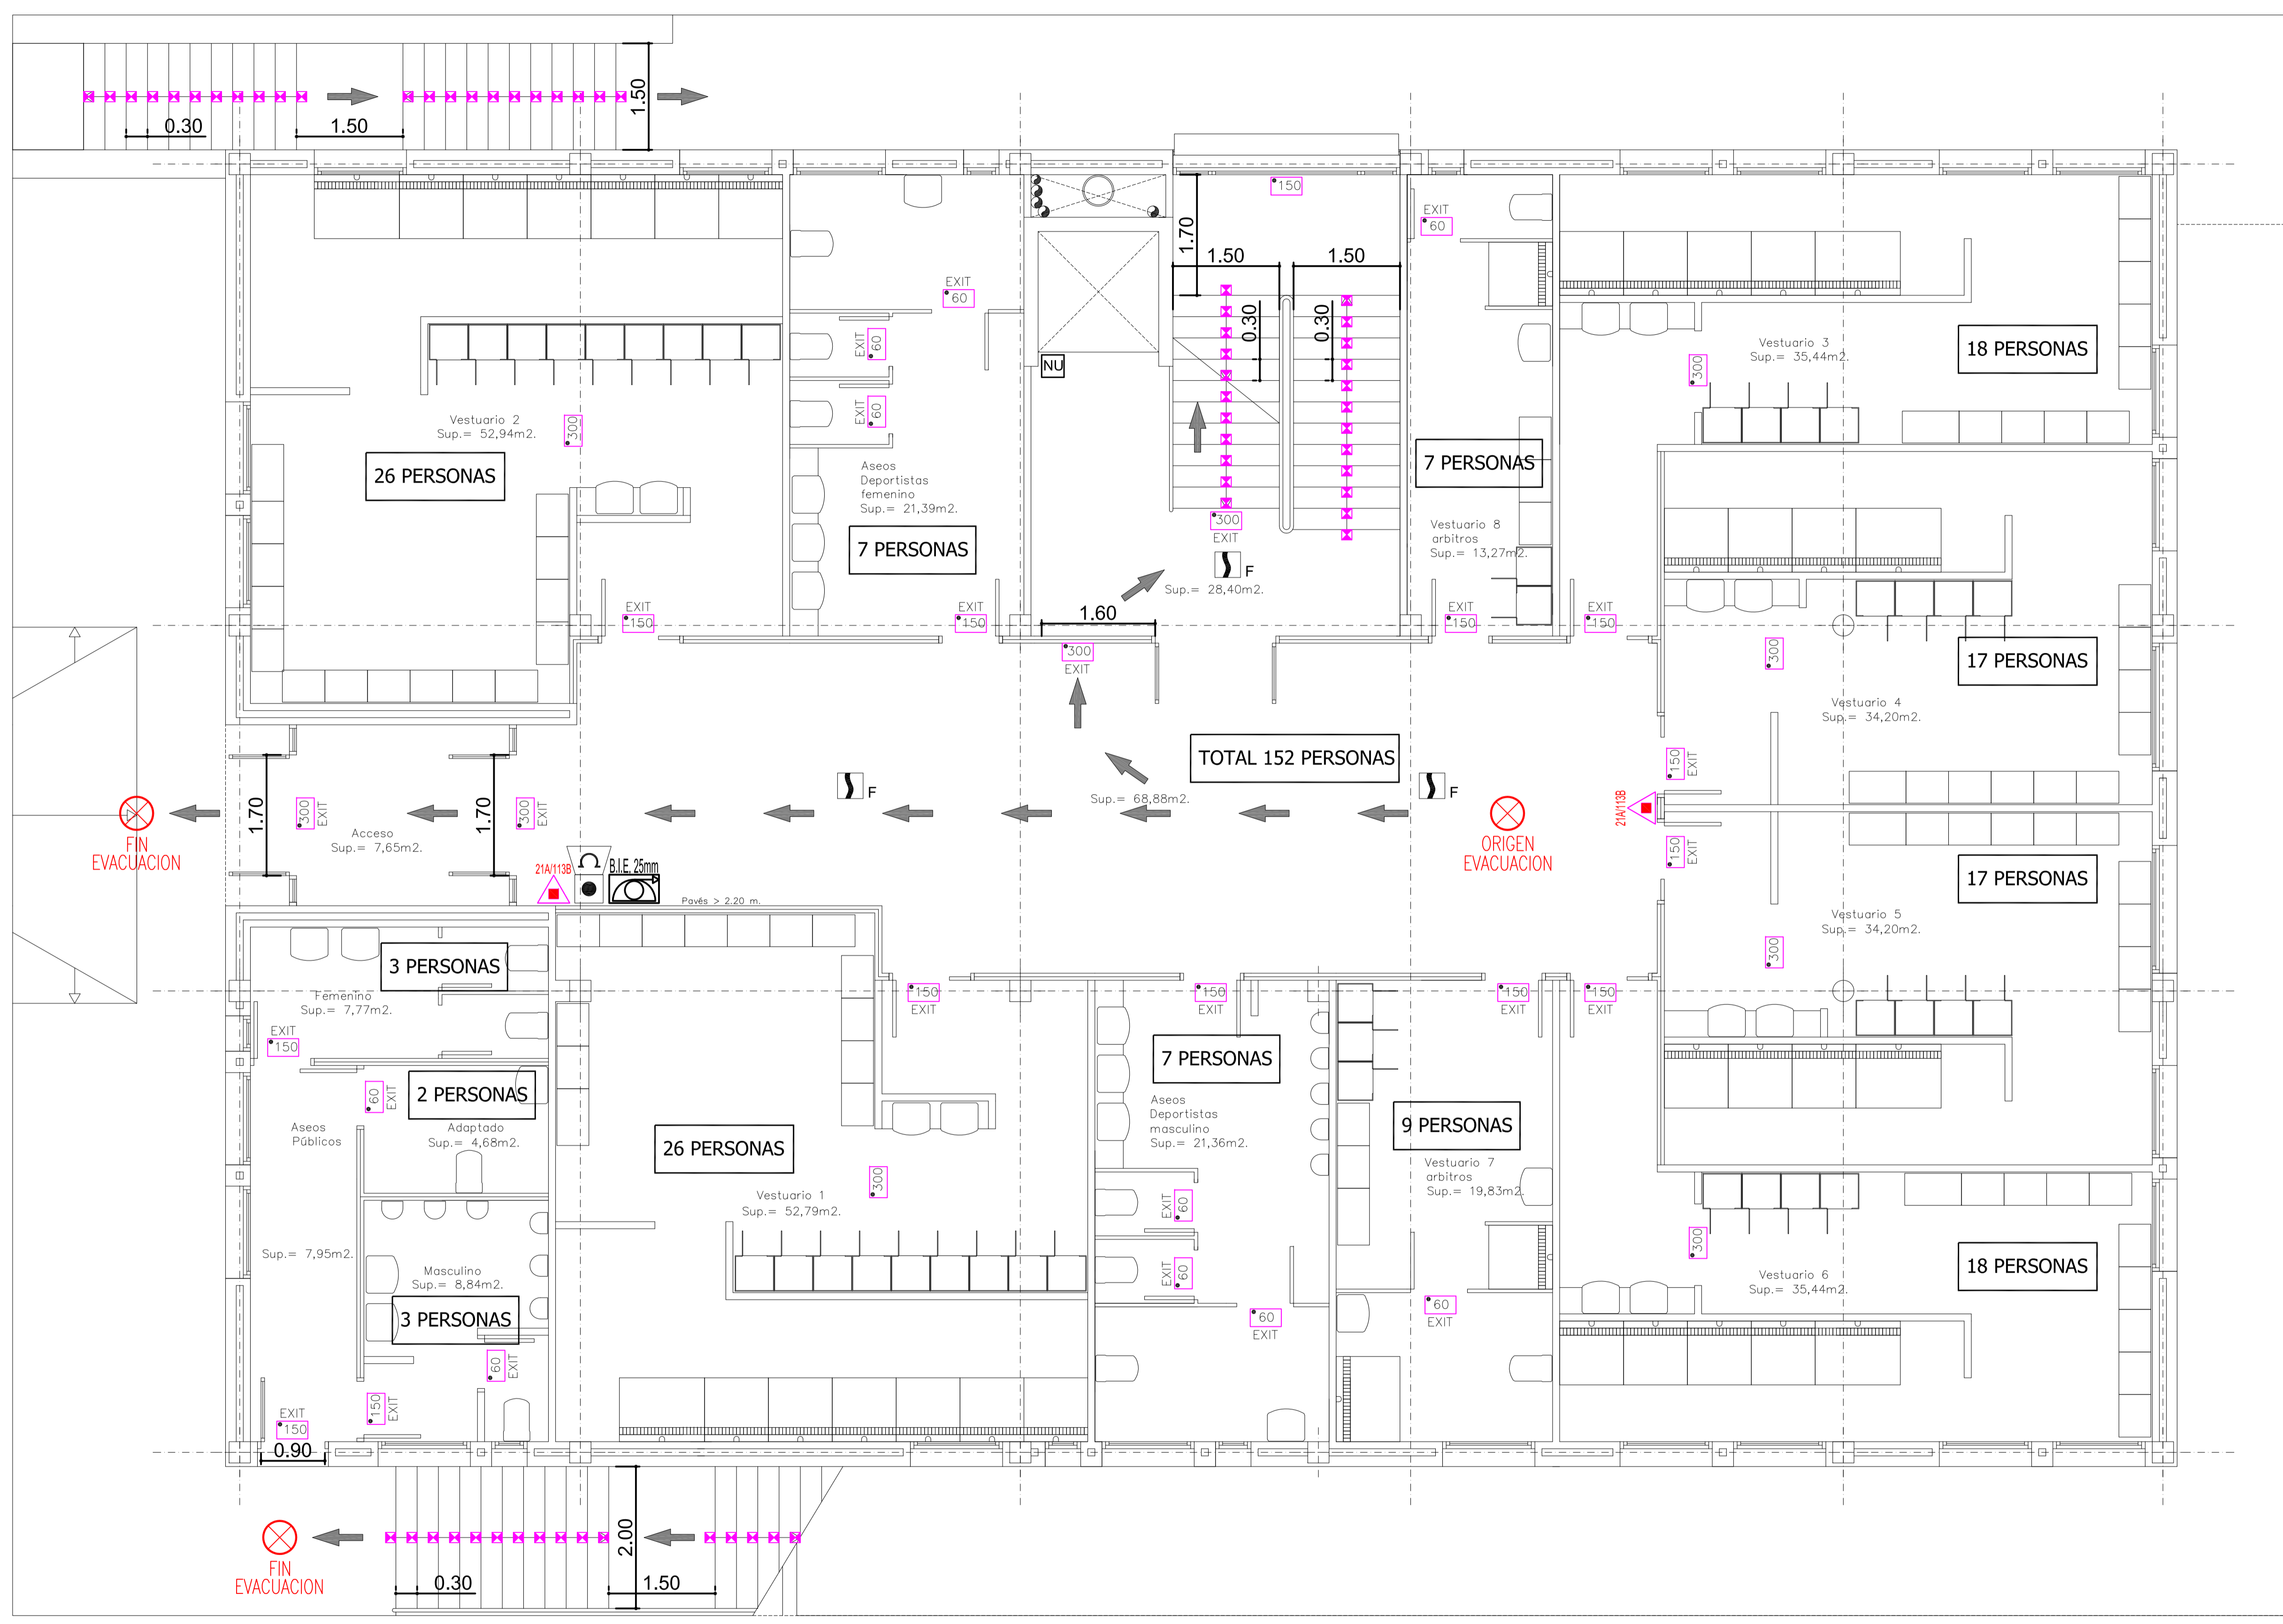 1.50
0.30
1.50
150
EXIT
60
1.70
1.50
1.50
EXIT
60
0.30
0.30
EXIT
60
NU
Vestuario 3
Sup.= 35,44m2.
18 PERSONAS
300
EXIT
60
Vestuario 2
Sup.= 52,94m2.
300
26 PERSONAS
Aseos
Deportistas
femenino
Sup.= 21,39m2.
7 PERSONAS
7 PERSONAS
300
EXIT
F
Sup.= 28,40m2.
Vestuario 8
arbitros
Sup.= 13,27m2.
EXIT
150
EXIT
150
1.60
EXIT
150
EXIT
150
300
EXIT
300
17 PERSONAS
Vestuario 4
Sup.= 34,20m2.
TOTAL 152 PERSONAS
150
EXIT
F
F
Sup.= 68,88m2.
1.70
300
EXIT
1.70
300
EXIT
Acceso
Sup.= 7,65m2.
FIN
EVACUACION
ORIGEN
EVACUACION
21A/113B
150
EXIT
21A/113B
Ω
B.I.E. 25mm
Pavés > 2.20 m.
17 PERSONAS
Vestuario 5
Sup.= 34,20m2.
300
3 PERSONAS
Femenino
Sup.= 7,77m2.
EXIT
150
150
EXIT
150
EXIT
150
EXIT
150
EXIT
7 PERSONAS
2 PERSONAS
60
EXIT
Aseos
Públicos
Adaptado
Sup.= 4,68m2.
26 PERSONAS
Vestuario 1
Sup.= 52,79m2.
300
Aseos
Deportistas
masculino
Sup.= 21,36m2.
9 PERSONAS
Vestuario 7
arbitros
Sup.= 19,83m2.
EXIT
60
EXIT
60
300
18 PERSONAS
Vestuario 6
Sup.= 35,44m2.
Sup.= 7,95m2.
Masculino
Sup.= 8,84m2.
3 PERSONAS
60
EXIT
60
EXIT
60
EXIT
150
EXIT
EXIT
150
0.90
2.00
0.30
1.50
FIN
EVACUACION